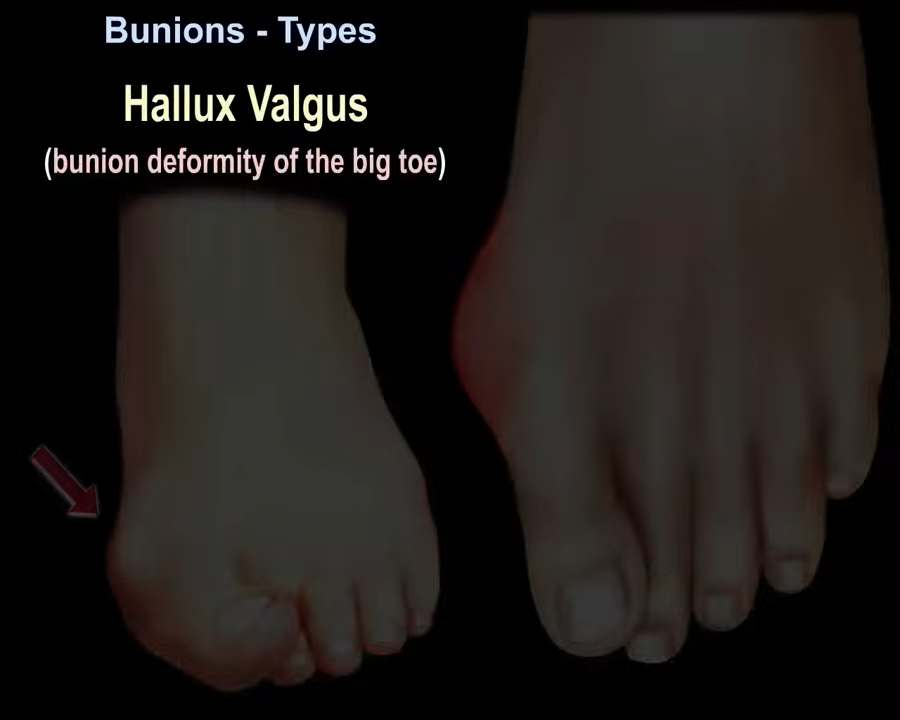 Bunions - Types
Hallux Valgus
(bunion deformity of the big toe)